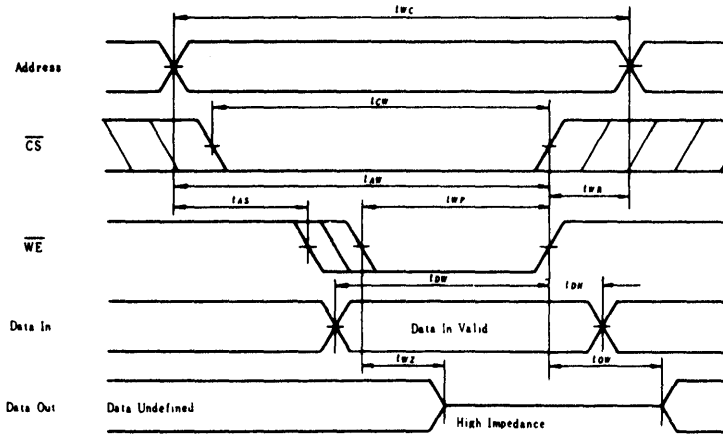 tWC
Address
tCW
CS
tAW
tWR
tAS
tWP
WE
tDW
tDH
Data In
Data In Valid
tWZ
tOW
Data Out
Data Undefined
High Impedance